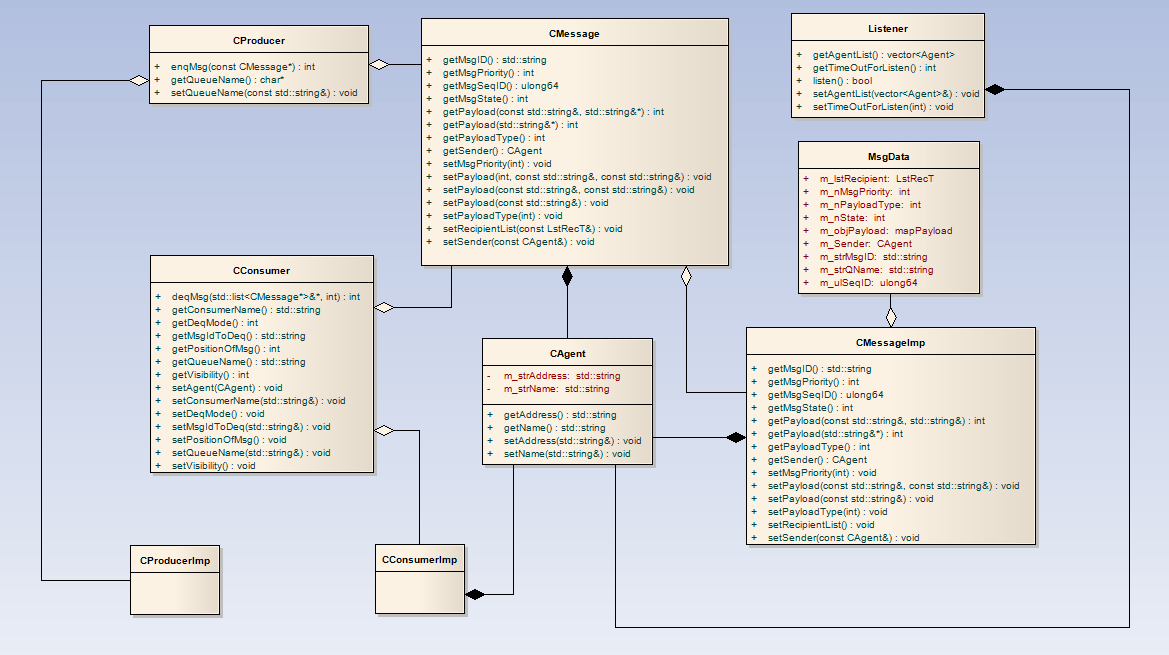 CProducer
+ enqMsg(const CMessage*) : int
+ getQueueName() : char*
+ setQueueName(const std::string&) : void
CMessage
+ getMsgID() : std::string
+ getMsgPriority() : int
+ getMsgSeqID() : ulong64
+ getMsgState() : int
+ getPayload(const std::string&, std::string&*) : int
+ getPayload(std::string&*) : int
+ getPayloadType() : int
+ getSender() : CAgent
+ setMsgPriority(int) : void
+ setPayload(int, const std::string&, const std::string&) : void
+ setPayload(const std::string&, const std::string&) : void
+ setPayload(const std::string&) : void
+ setPayloadType(int) : void
+ setRecipientList(const LstRecT&) : void
+ setSender(const CAgent&) : void
Listener
+ getAgentList() : vector<Agent>
+ getTimeOutForListen() : int
+ listen() : bool
+ setAgentList(vector<Agent>&) : void
+ setTimeOutForListen(int) : void
MsgData
+ m_lstRecipient: LstRecT
+ m_nMsgPriority: int
+ m_nPayloadType: int
+ m_nState: int
+ m_objPayload: mapPayload
+ m_Sender: CAgent
+ m_strMsgID: std::string
+ m_strQName: std::string
+ m_ulSeqID: ulong64
CConsumer
+ deqMsg(std::list<CMessage*>&*, int) : int
+ getConsumerName() : std::string
+ getDeqMode() : int
+ getMsgIdToDeq() : std::string
+ getPositionOfMsg() : int
+ getQueueName() : std::string
+ getVisibility() : int
+ setAgent(CAgent) : void
+ setConsumerName(std::string&) : void
+ setDeqMode() : void
+ setMsgIdToDeq(std::string&) : void
+ setPositionOfMsg() : void
+ setQueueName(std::string&) : void
+ setVisibility() : void
CAgent
- m_strAddress: std::string
- m_strName: std::string
+ getAddress() : std::string
+ getName() : std::string
+ setAddress(std::string&) : void
+ setName(std::string&) : void
CMessageImp
+ getMsgID() : std::string
+ getMsgPriority() : int
+ getMsgSeqID() : ulong64
+ getMsgState() : int
+ getPayload(const std::string&, std::string&) : int
+ getPayload(std::string&*) : int
+ getPayloadType() : int
+ getSender() : CAgent
+ setMsgPriority(int) : void
+ setPayload(const std::string&, const std::string&) : void
+ setPayload(const std::string&) : void
+ setPayloadType(int) : void
+ setRecipientList() : void
+ setSender(const CAgent&) : void
CProducerImp
CConsumerImp